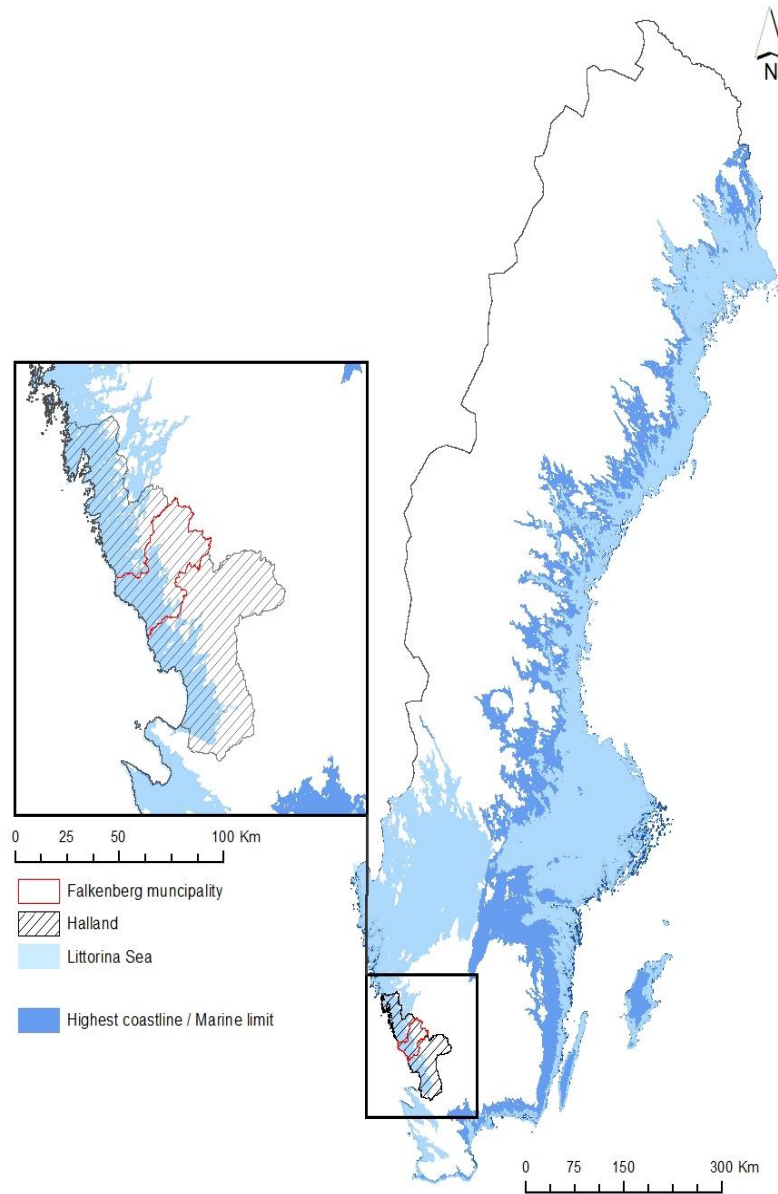 N
0 25 50 100 Km
Falkenberg muncipality
Halland
Littorina Sea
Highest coastline / Marine limit
0 75 150 300 Km